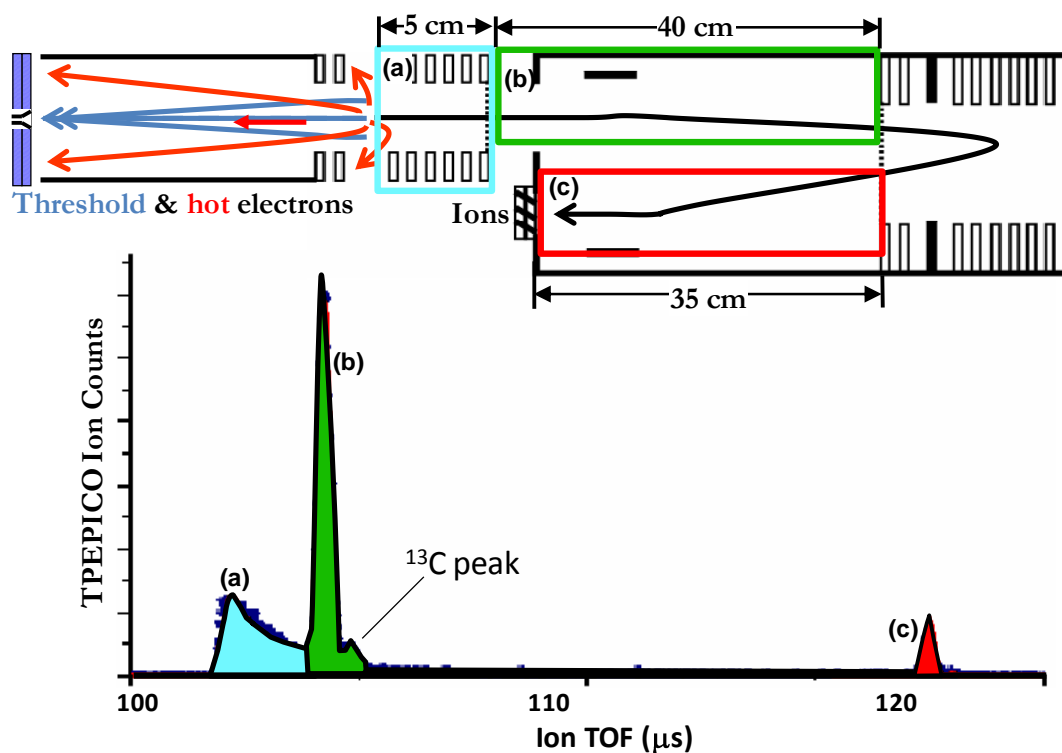 5 cm
40 cm
(a)
(b)
(c)
Threshold & hot electrons
Ions
35 cm
TPEPICO Ion Counts
(b)
¹³C peak
(a)
(c)
100
110
120
Ion TOF (μs)